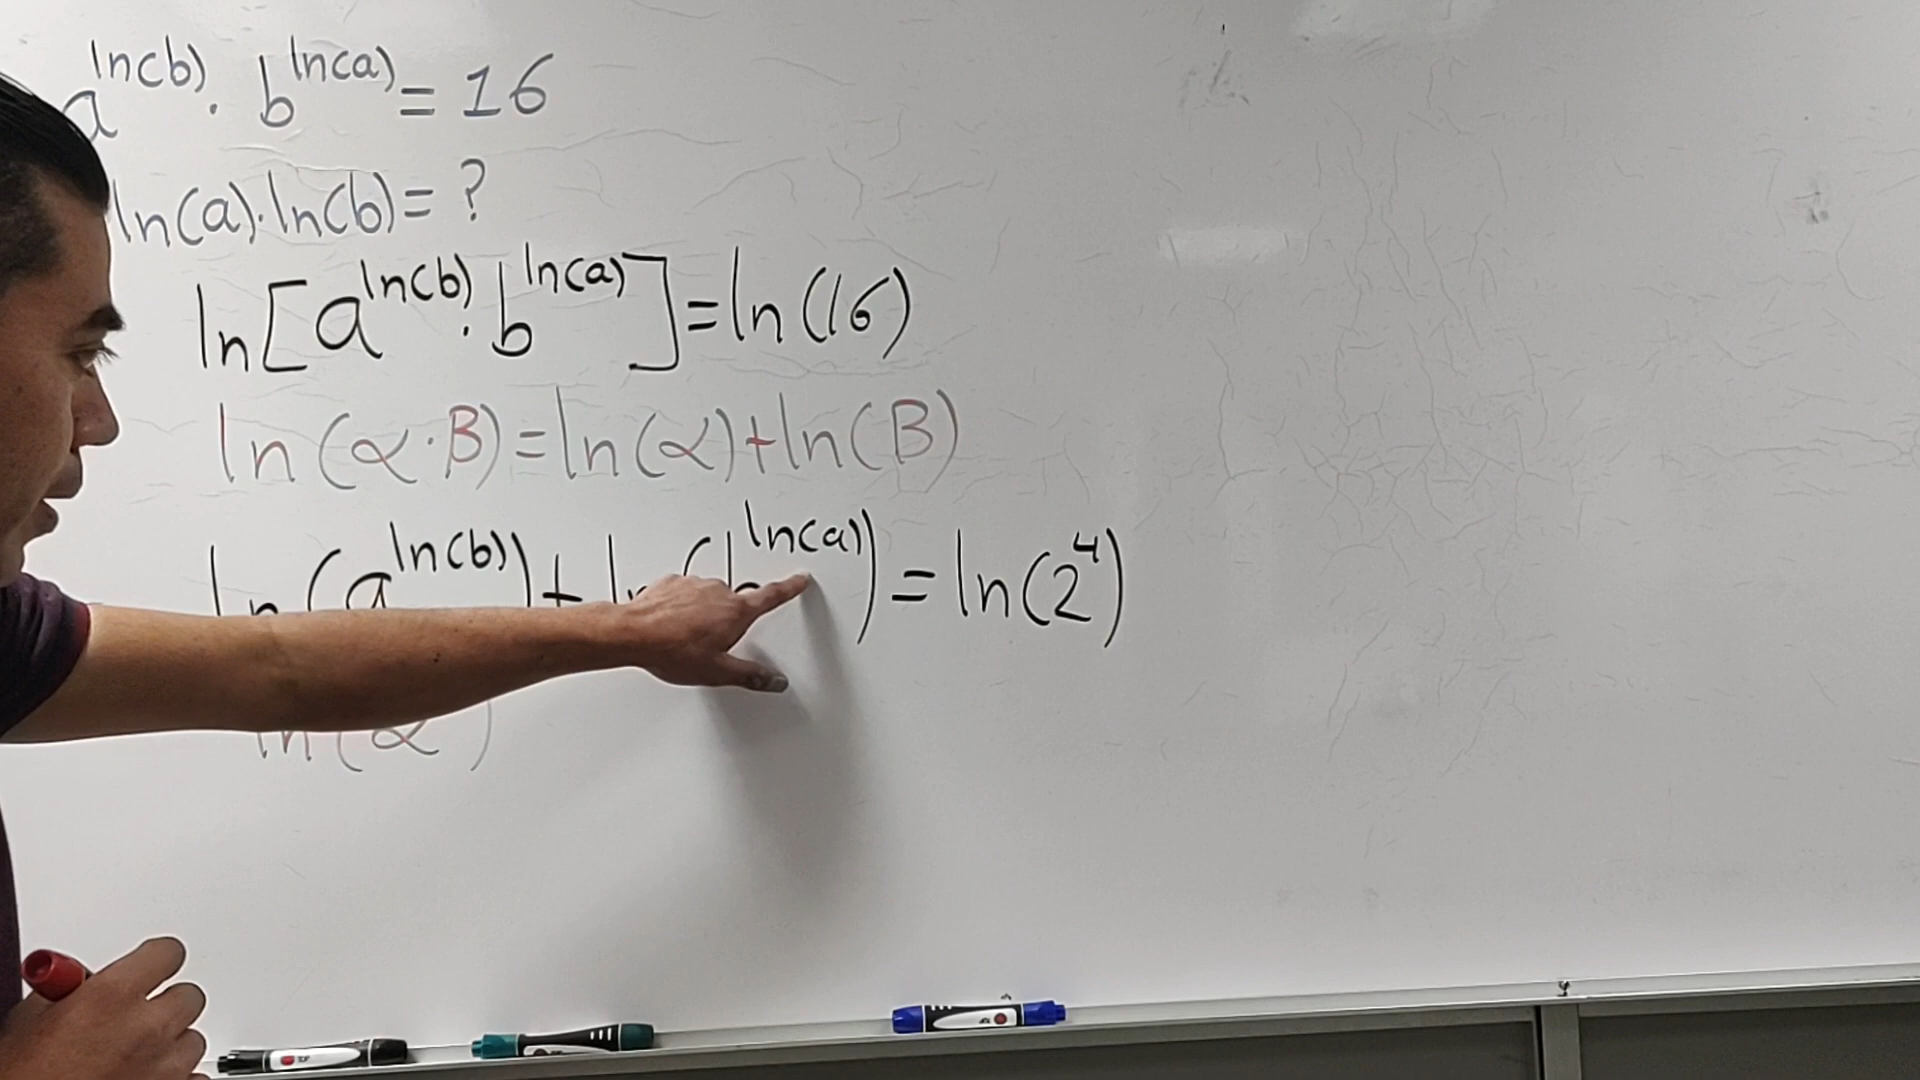 a^ln(b) · b^ln(a) = 16
ln(a)·ln(b) = ?
ln[a^ln(b) · b^ln(a)] = ln(16)
ln(α·β) = ln(α) + ln(β)
ln(a^ln(b)) + ln(b^ln(a)) = ln(2^4)
ln(α )